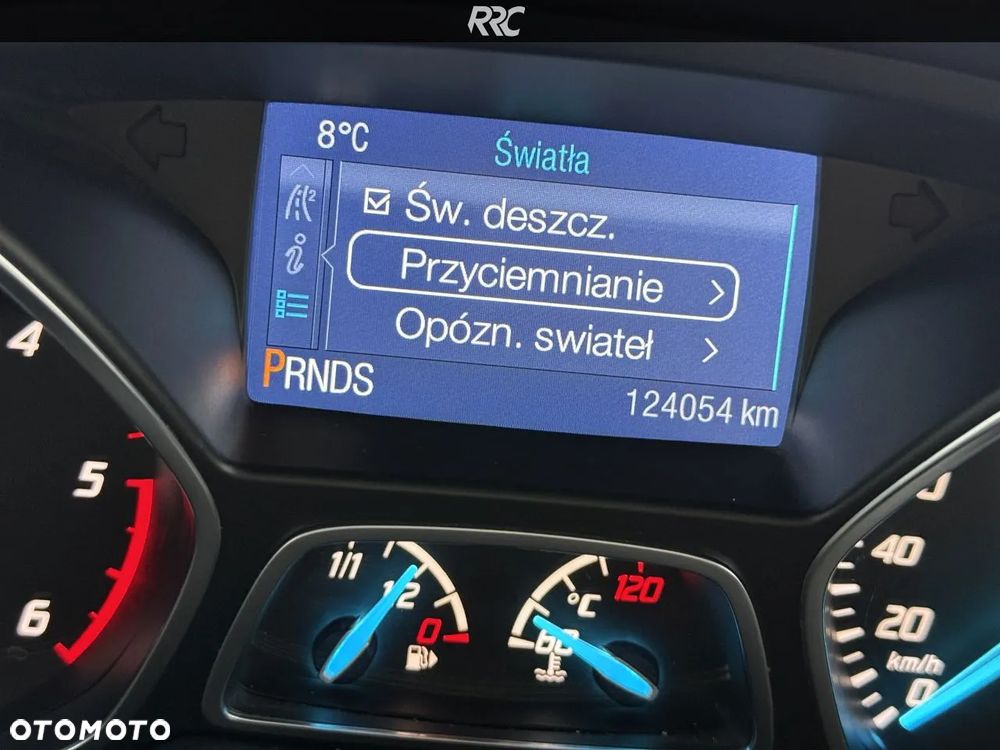 RRC
8°C
Światła
Św. deszcz.
Przyciemnianie
Opózn. swiateł
PRNDS
124054 km
4
5
6
1/1
1/2
0
60
°C
120
40
20
km/h
0
OTOMOTO